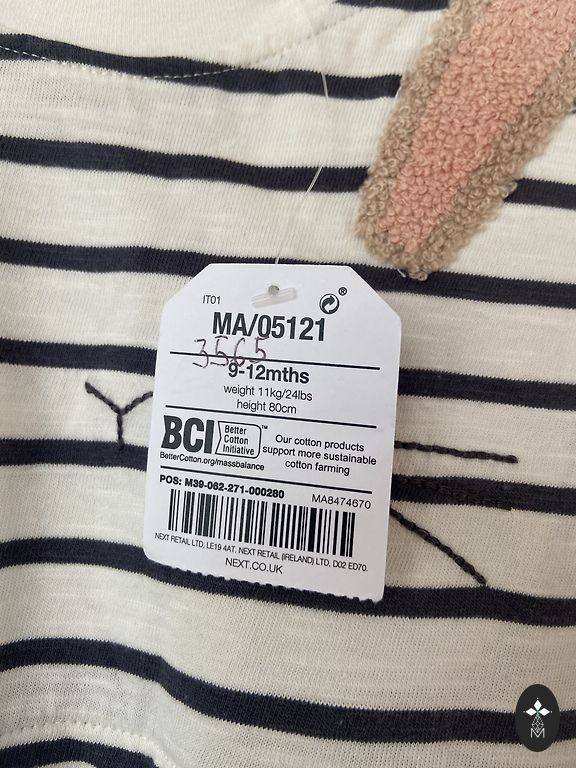 IT01
®
MA/05121
3565
9-12mths
weight 11kg/24lbs
height 80cm
BCI Better Cotton Initiative™
BetterCotton.org/massbalance
Our cotton products
support more sustainable
cotton farming
POS: M39-062-271-000280
MA8474670
NEXT RETAIL LTD, LE19 4AT. NEXT RETAIL (IRELAND) LTD, D02 ED70.
NEXT.CO.UK
M